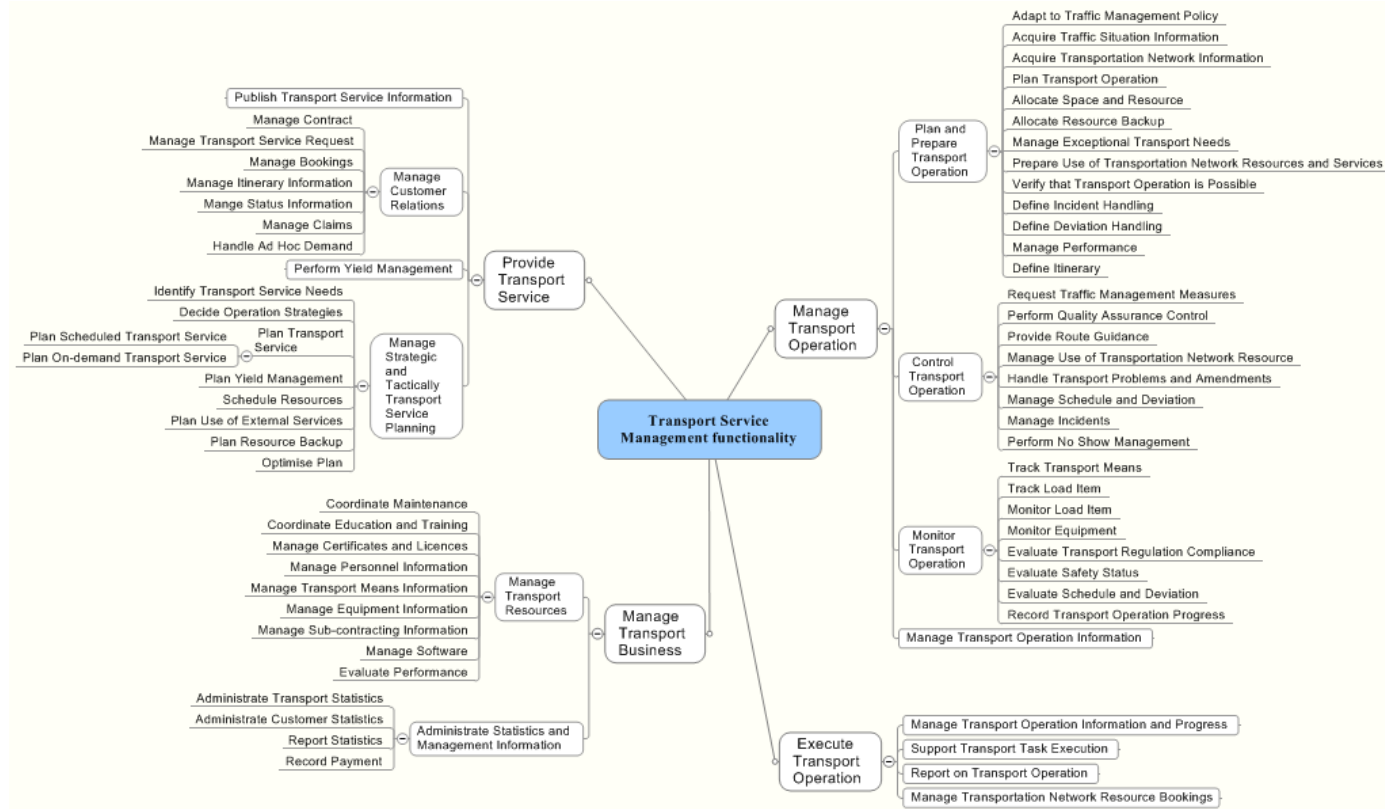 Transport Service
Management functionality
Provide
Transport
Service
Publish Transport Service Information
Manage
Customer
Relations
Manage Contract
Manage Transport Service Request
Manage Bookings
Manage Itinerary Information
Mange Status Information
Manage Claims
Handle Ad Hoc Demand
Perform Yield Management
Manage
Strategic
and
Tactically
Transport
Service
Planning
Identify Transport Service Needs
Decide Operation Strategies
Plan Transport
Service
Plan Scheduled Transport Service
Plan On-demand Transport Service
Plan Yield Management
Schedule Resources
Plan Use of External Services
Plan Resource Backup
Optimise Plan
Manage
Transport
Business
Manage
Transport
Resources
Coordinate Maintenance
Coordinate Education and Training
Manage Certificates and Licences
Manage Personnel Information
Manage Transport Means Information
Manage Equipment Information
Manage Sub-contracting Information
Manage Software
Evaluate Performance
Administrate Statistics and
Management Information
Administrate Transport Statistics
Administrate Customer Statistics
Report Statistics
Record Payment
Manage
Transport
Operation
Plan and
Prepare
Transport
Operation
Adapt to Traffic Management Policy
Acquire Traffic Situation Information
Acquire Transportation Network Information
Plan Transport Operation
Allocate Space and Resource
Allocate Resource Backup
Manage Exceptional Transport Needs
Prepare Use of Transportation Network Resources and Services
Verify that Transport Operation is Possible
Define Incident Handling
Define Deviation Handling
Manage Performance
Define Itinerary
Control
Transport
Operation
Request Traffic Management Measures
Perform Quality Assurance Control
Provide Route Guidance
Manage Use of Transportation Network Resource
Handle Transport Problems and Amendments
Manage Schedule and Deviation
Manage Incidents
Perform No Show Management
Monitor
Transport
Operation
Track Transport Means
Track Load Item
Monitor Load Item
Monitor Equipment
Evaluate Transport Regulation Compliance
Evaluate Safety Status
Evaluate Schedule and Deviation
Record Transport Operation Progress
Manage Transport Operation Information
Execute
Transport
Operation
Manage Transport Operation Information and Progress
Support Transport Task Execution
Report on Transport Operation
Manage Transportation Network Resource Bookings